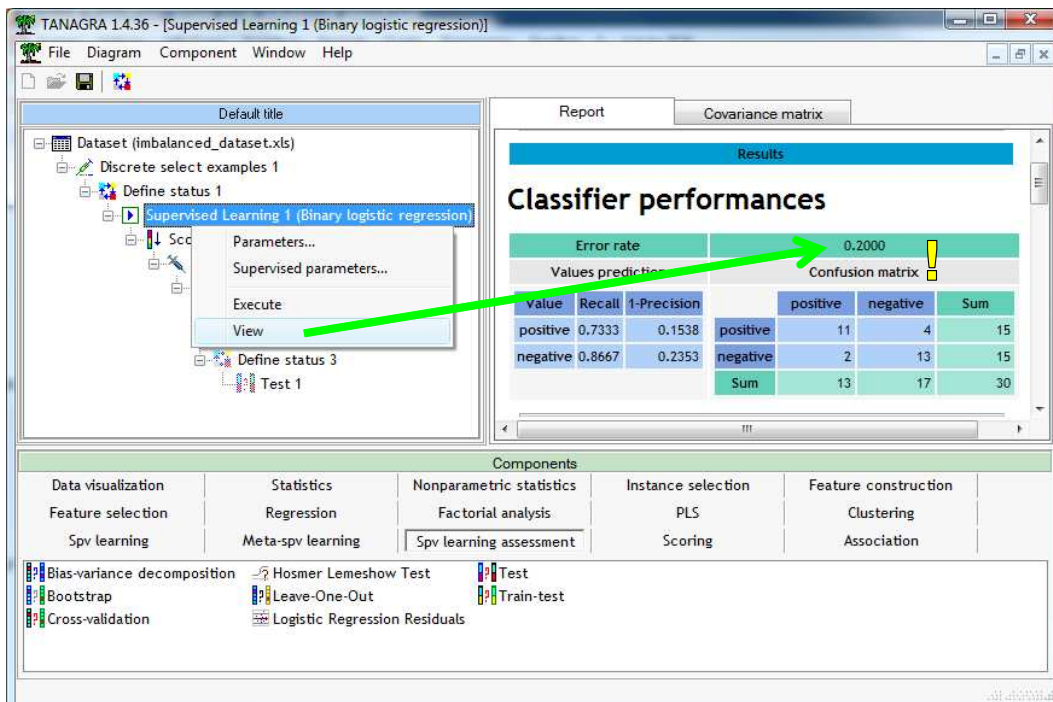 TANAGRA 1.4.36 - [Supervised Learning 1 (Binary logistic regression)]
File Diagram Component Window Help
Default title
Dataset (imbalanced_dataset.xls)
Discrete select examples 1
Define status 1
Supervised Learning 1 (Binary logistic regression)
Sco
Parameters...
Supervised parameters...
Execute
View
Define status 3
Test 1
Report Covariance matrix
Results
Classifier performances
Error rate 0.2000
Values prediction Confusion matrix !
Value Recall 1-Precision positive negative Sum
positive 0.7333 0.1538 positive 11 4 15
negative 0.8667 0.2353 negative 2 13 15
Sum 13 17 30
Components
Data visualization Statistics Nonparametric statistics Instance selection Feature construction
Feature selection Regression Factorial analysis PLS Clustering
Spv learning Meta-spv learning Spv learning assessment Scoring Association
Bias-variance decomposition Hosmer Lemeshow Test Test
Bootstrap Leave-One-Out Train-test
Cross-validation Logistic Regression Residuals